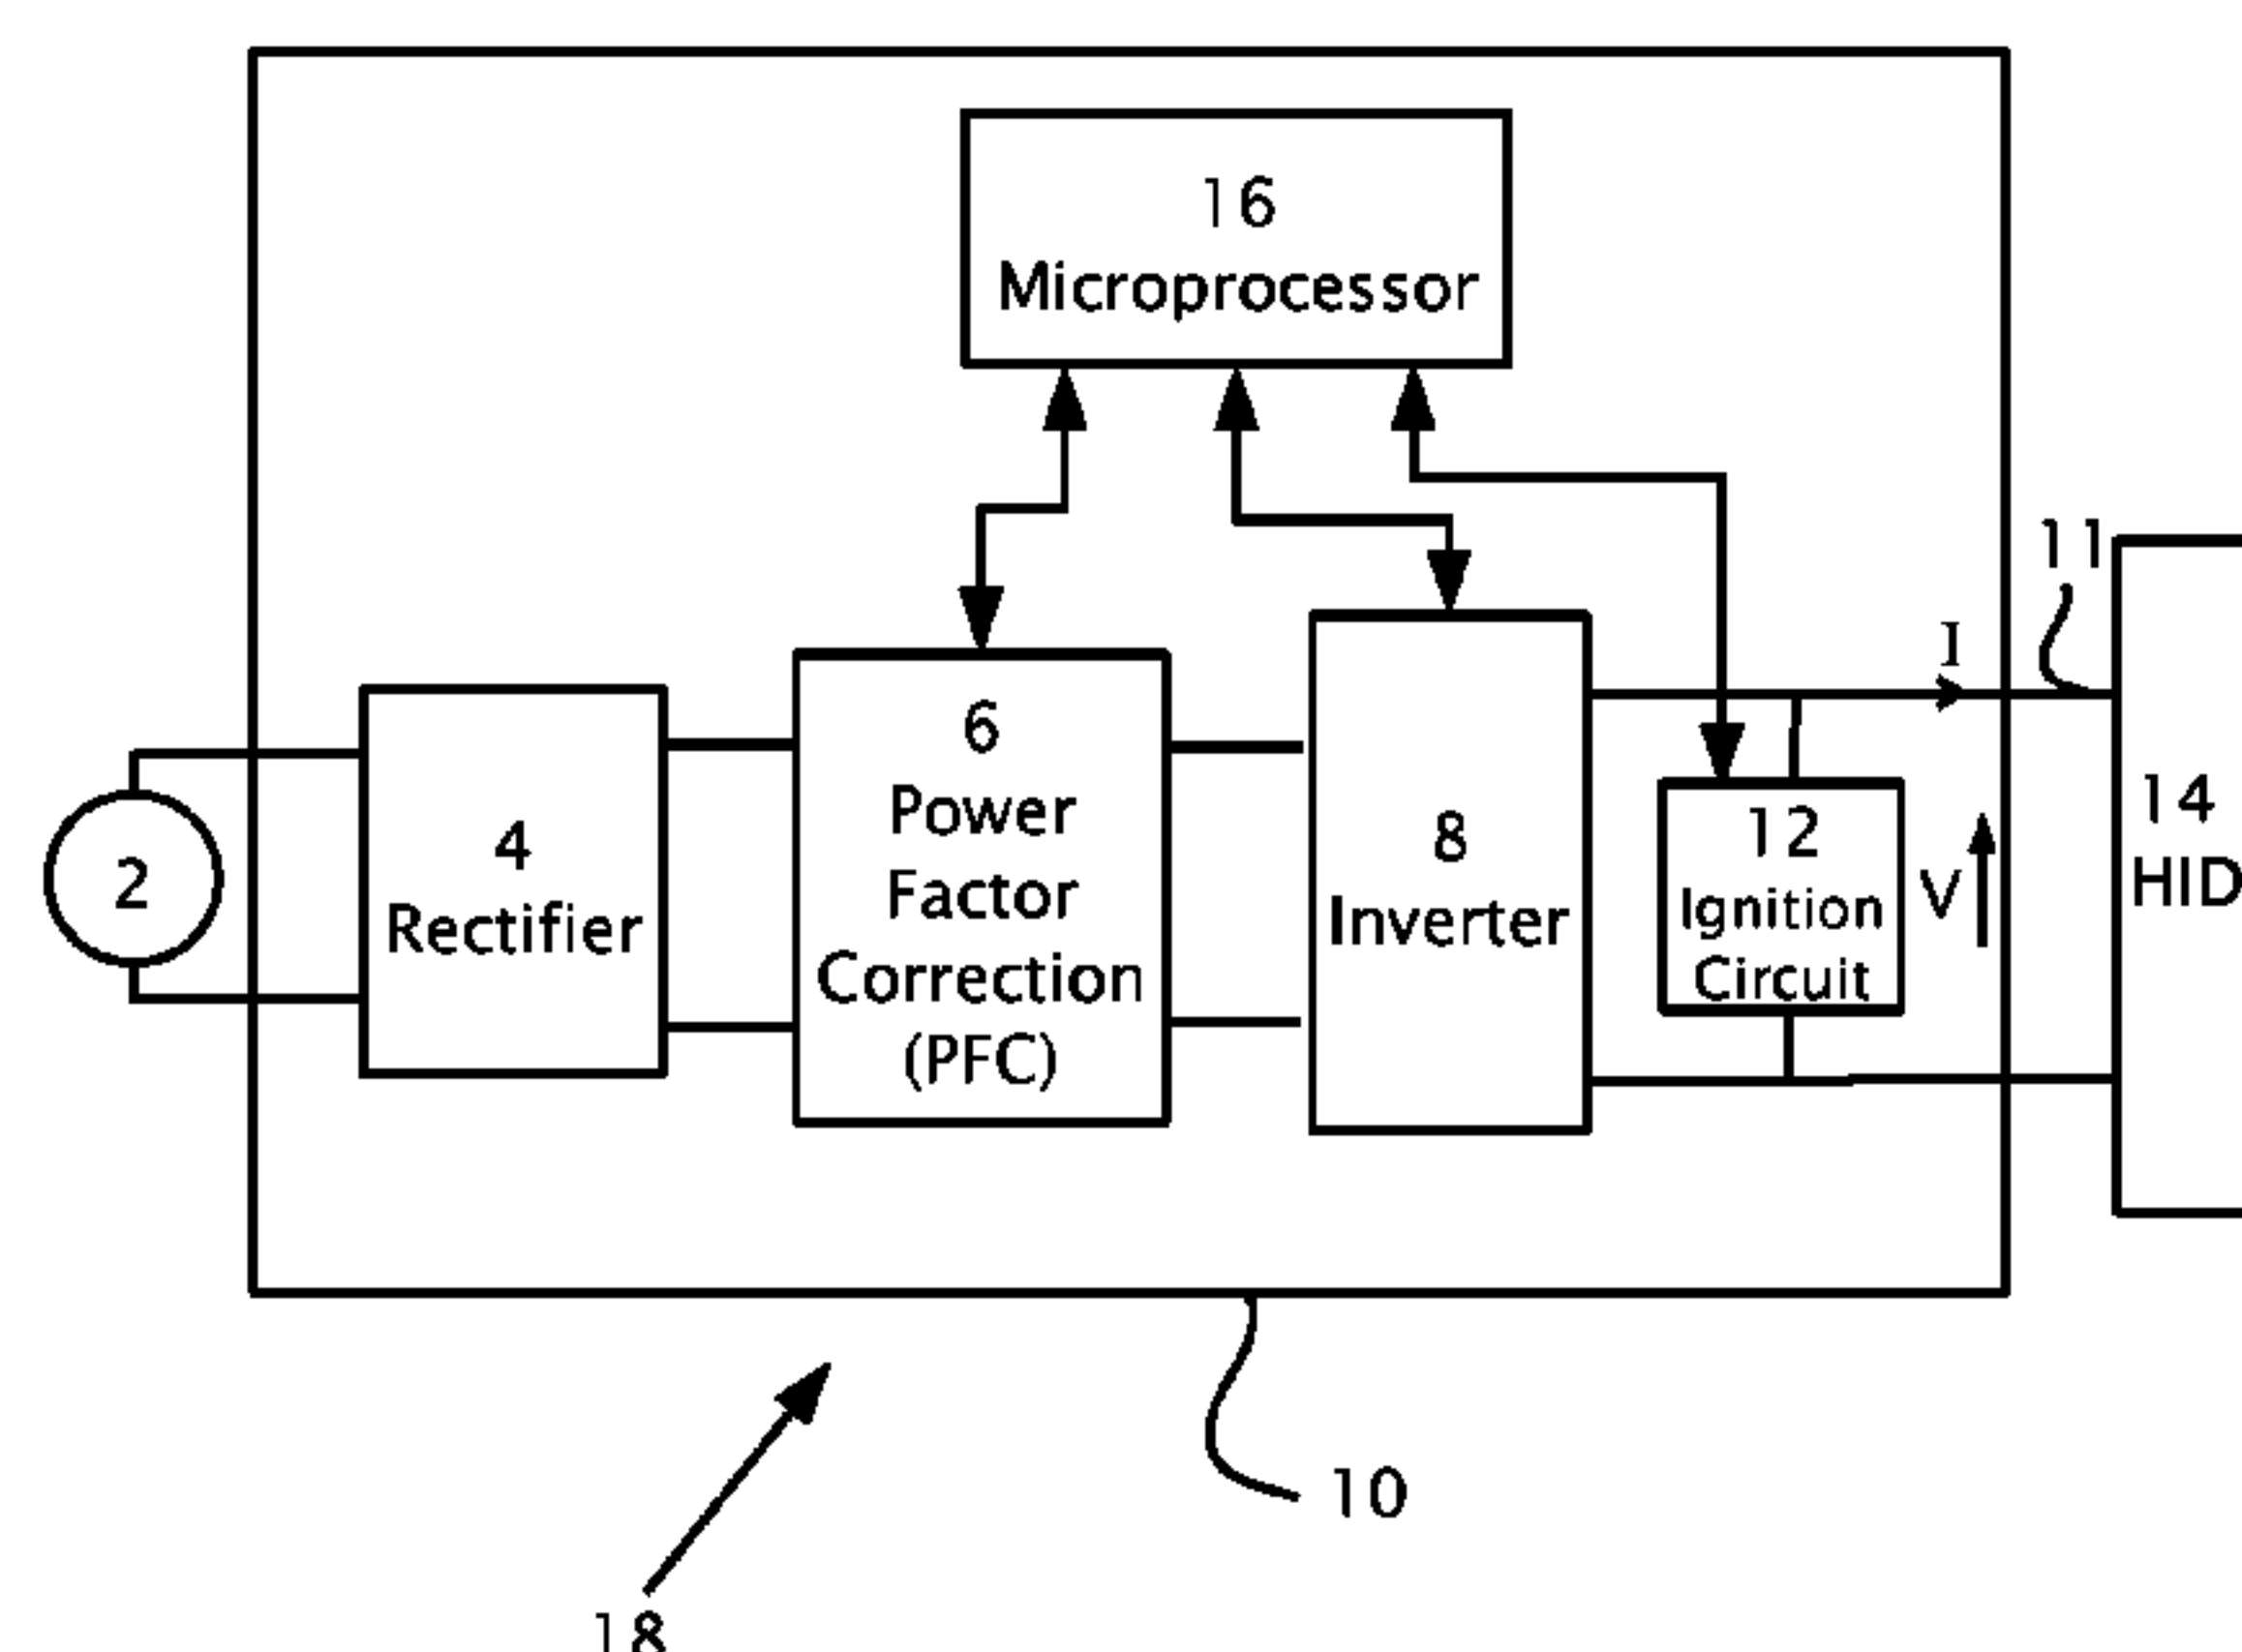 16
Microprocessor
11
I
6
Power
Factor
Correction
(PFC)
8
Inverter
12
Ignition
Circuit
V
14
HID
4
Rectifier
2
10
18